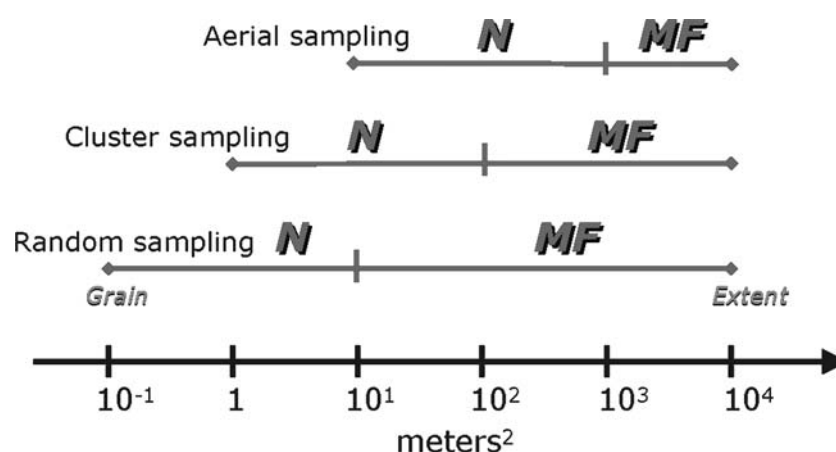 Aerial sampling N MF
Cluster sampling N MF
Random sampling N MF
Grain Extent
10⁻¹ 1 10¹ 10² 10³ 10⁴
meters²